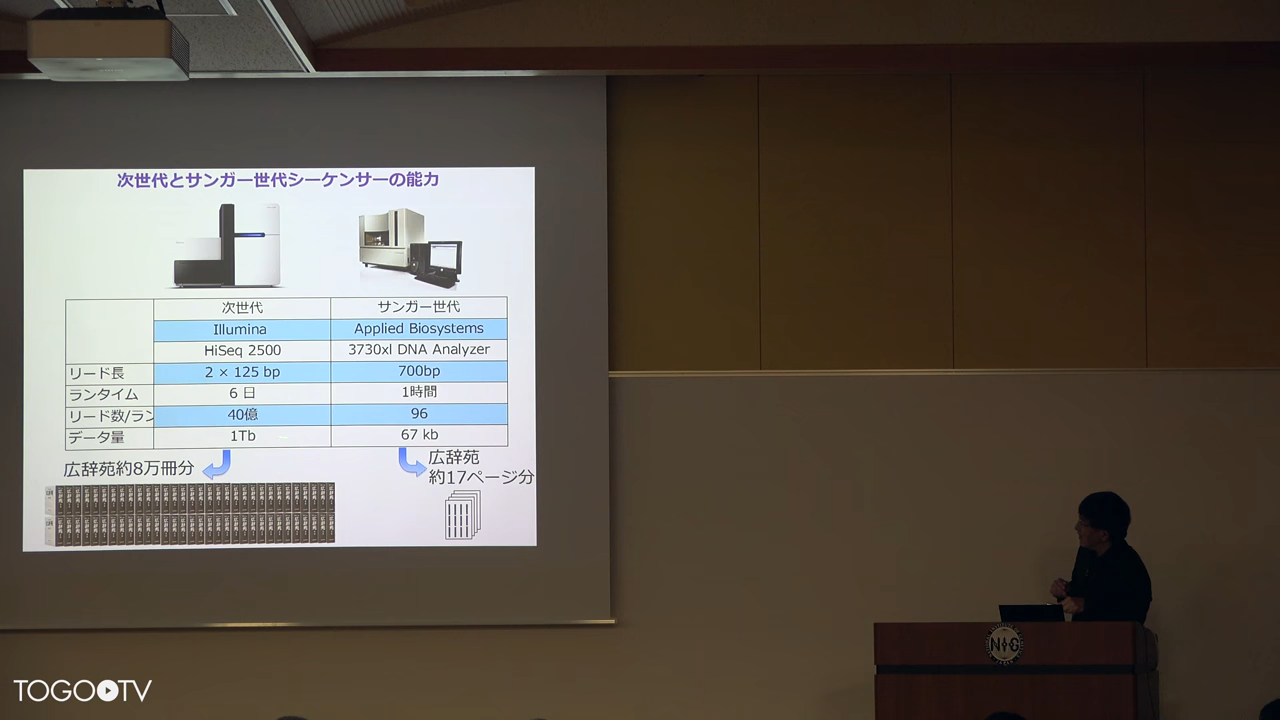 次世代とサンガー世代シーケンサーの能力
次世代 サンガー世代
Illumina Applied Biosystems
HiSeq 2500 3730xl DNA Analyzer
リード長 2 × 125 bp 700bp
ランタイム 6 日 1時間
リード数/ラン 40億 96
データ量 1Tb 67 kb
広辞苑約8万冊分
広辞苑
約17ページ分
NIG
TOGO TV